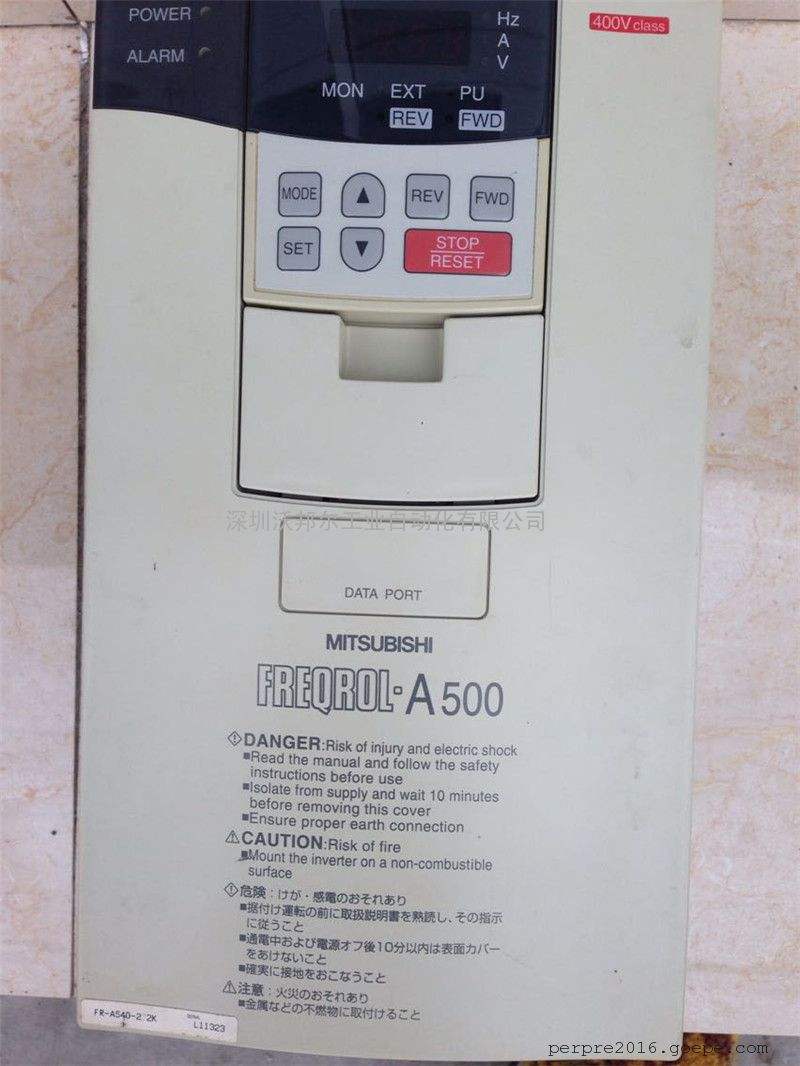 POWER
Hz
400V class
A
ALARM
V
MON EXT PU
REV FWD
MODE ▲ REV FWD
SET ▼ STOP
RESET
深圳沃邦尔工业自动化有限公司
DATA PORT
MITSUBISHI
FREQROL-A500
DANGER:Risk of injury and electric shock
■Read the manual and follow the safety
instructions before use
■Isolate from supply and wait 10 minutes
before removing this cover
■Ensure proper earth connection
CAUTION:Risk of fire
■Mount the inverter on a non-combustible
surface
危険:けが・感電のおそれあり
■据付け運転の前に取扱説明書を熟読し、その指示
に従うこと
■通電中および電源オフ後10分以内は表面カバー
をあけないこと
■確実に接地をおこなうこと
注意:火災のおそれあり
■金属などの不燃物に取付けること
FR-A540-2.2K SERIAL L11323
perpre2016.goepe.com